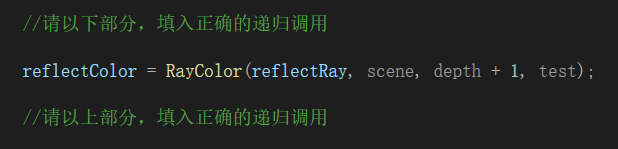 //请以下部分，填入正确的递归调用
reflectColor = RayColor(reflectRay, scene, depth + 1, test);
//请以上部分，填入正确的递归调用